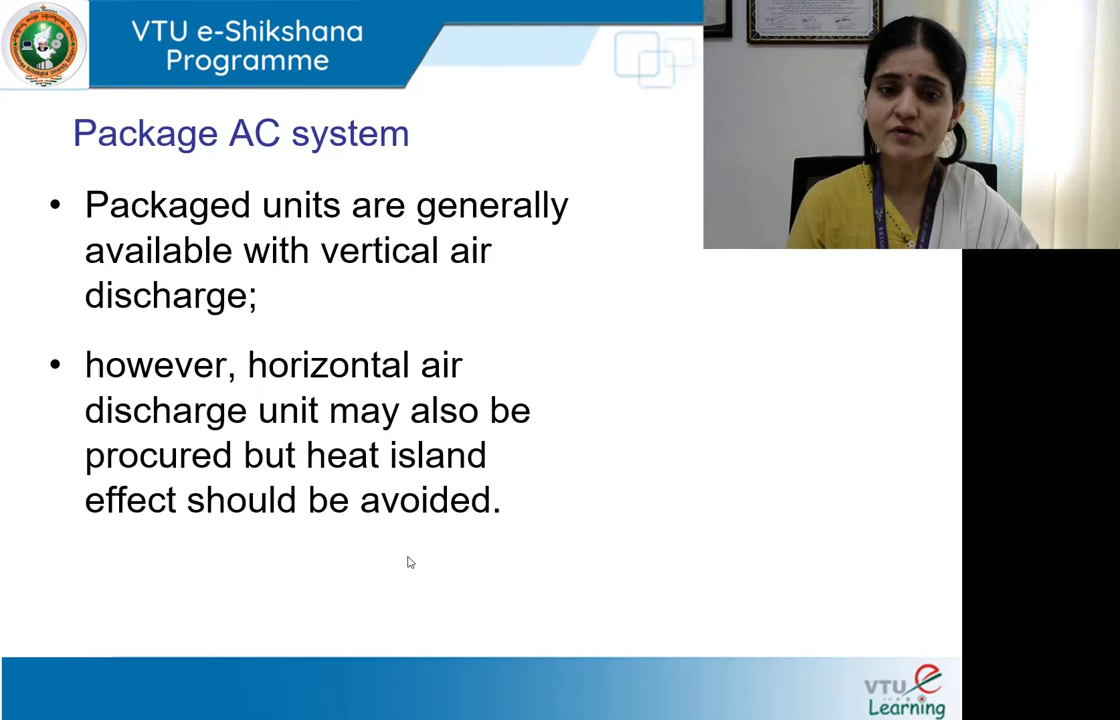 VTU e-Shikshana
Programme
Package AC system
• Packaged units are generally
available with vertical air
discharge;
• however, horizontal air
discharge unit may also be
procured but heat island
effect should be avoided.
VTU e
Learning